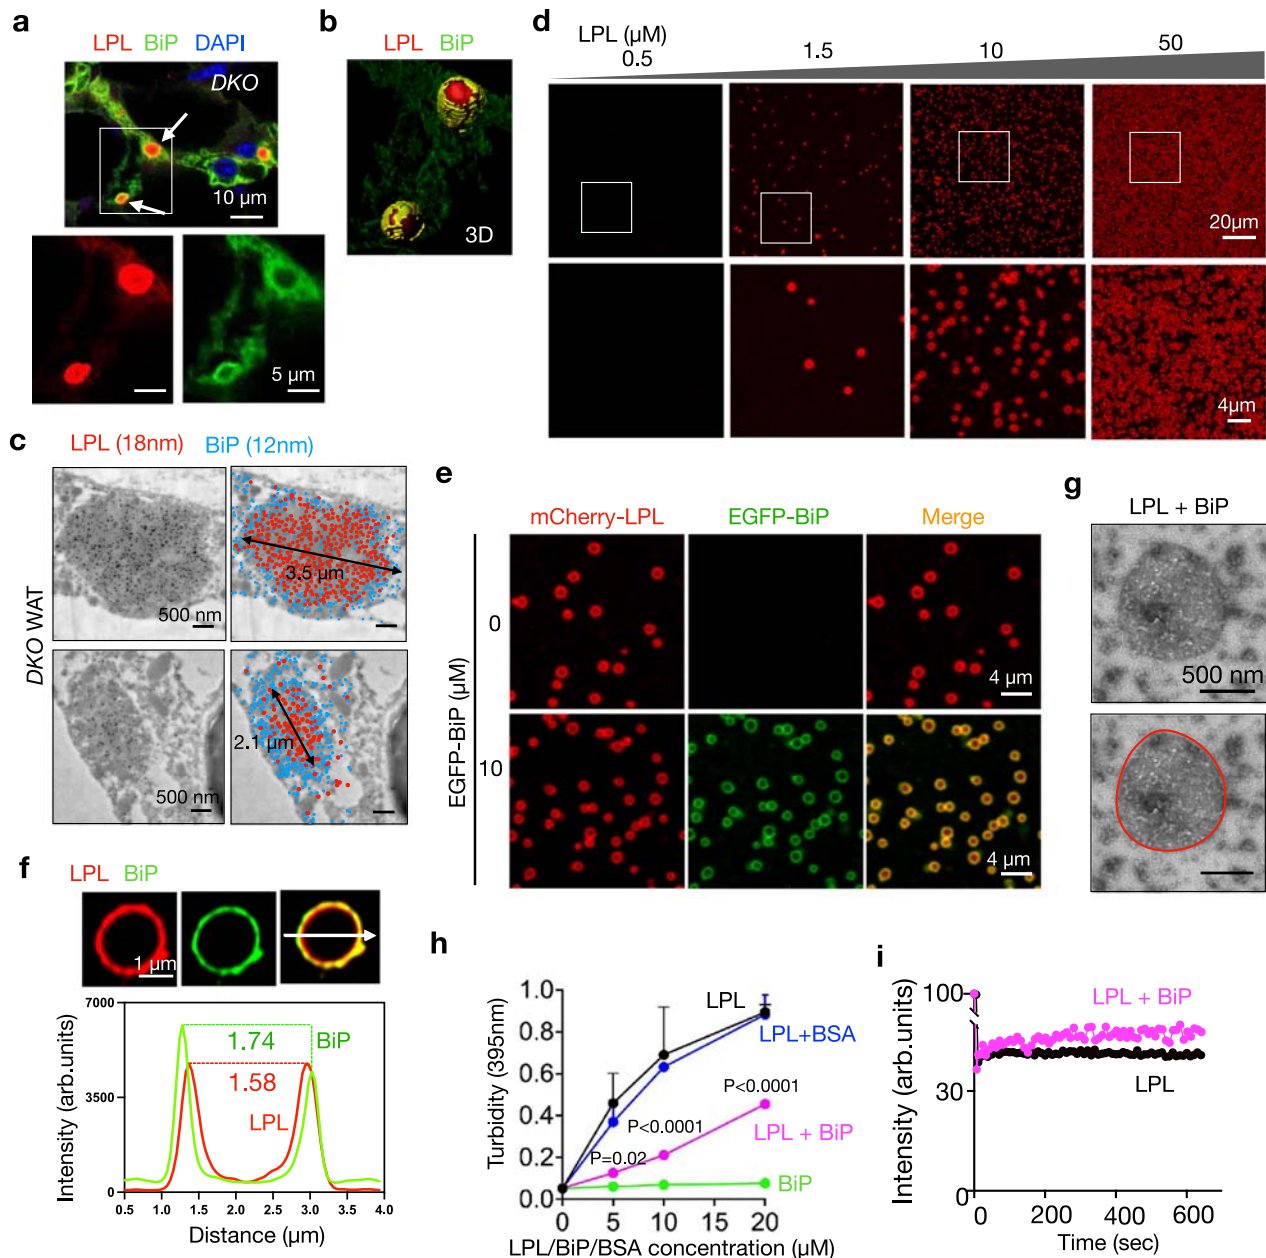 a
LPL BiP DAPI
DKO
10 µm
5 µm
b
LPL BiP
3D
c
LPL (18nm) BiP (12nm)
DKO WAT
3.5 µm
500 nm
2.1 µm
500 nm
d
LPL (µM)
0.5 1.5 10 50
20µm
4µm
e
mCherry-LPL EGFP-BiP Merge
EGFP-BiP (µM)
0
4 µm
10
4 µm
f
LPL BiP
1 µm
7000
3500
0
Intensity (arb.units)
1.74
BiP
1.58
LPL
0.5 1.0 1.5 2.0 2.5 3.0 3.5 4.0
Distance (µm)
g
LPL + BiP
500 nm
h
Turbidity (395nm)
1.0
0.8
0.6
0.4
0.2
0.0
LPL
LPL+BSA
P<0.0001
P<0.0001
LPL + BiP
P=0.02
BiP
0 5 10 15 20
LPL/BiP/BSA concentration (µM)
i
Intensity (arb.units)
100
30
0
LPL + BiP
LPL
0 200 400 600
Time (sec)